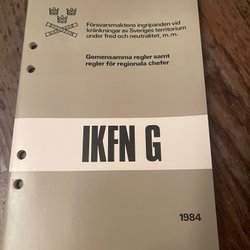 Försvarsmaktens ingripanden vid
kränkningar av Sveriges territorium
under fred och neutralitet, m. m.
Gemensamma regler samt
regler för regionala chefer
IKFN G
1984